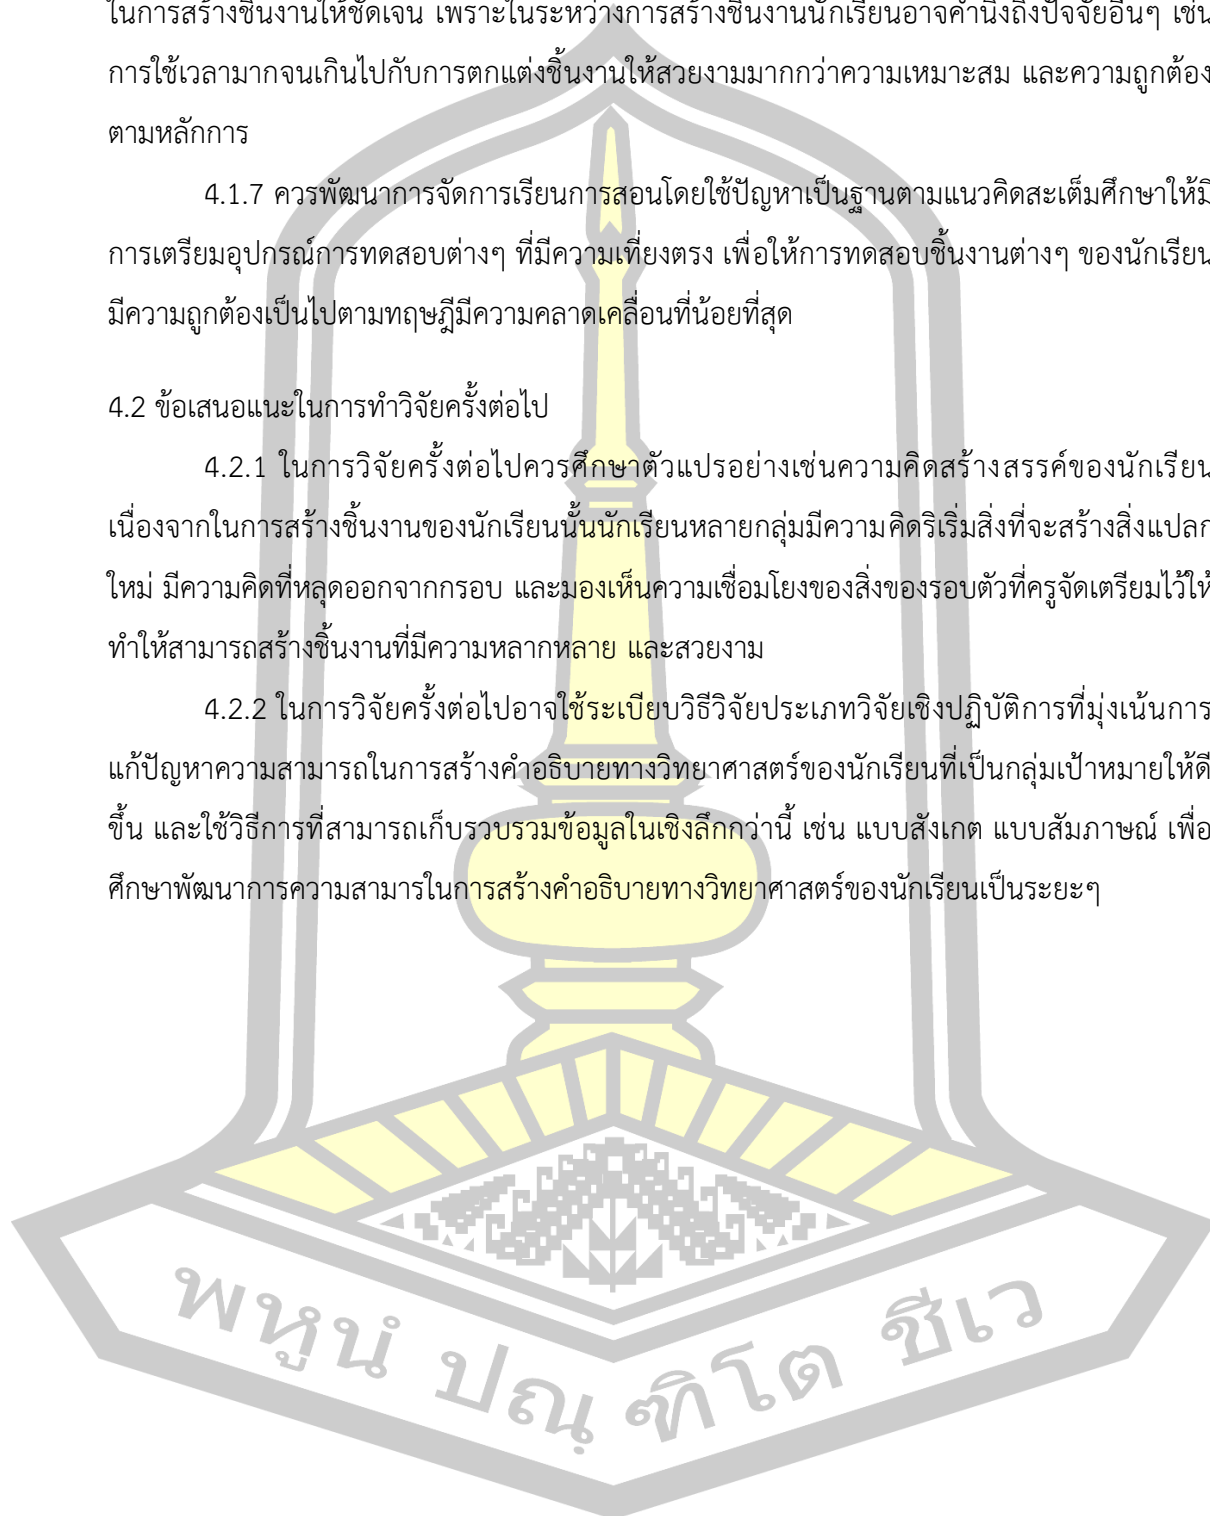 ในการสร้างชิ้นงานให้ชัดเจน เพราะในระหว่างการสร้างชิ้นงานนักเรียนอาจคำนึงถึงปัจจัยอื่นๆ เช่น
การใช้เวลามากจนเกินไปกับการตกแต่งชิ้นงานให้สวยงามมากกว่าความเหมาะสม และความถูกต้อง
ตามหลักการ
4.1.7 ควรพัฒนาการจัดการเรียนการสอนโดยใช้ปัญหาเป็นฐานตามแนวคิดสะเต็มศึกษาให้มี
การเตรียมอุปกรณ์การทดสอบต่างๆ ที่มีความเที่ยงตรง เพื่อให้การทดสอบชิ้นงานต่างๆ ของนักเรียน
มีความถูกต้องเป็นไปตามทฤษฎีมีความคลาดเคลื่อนที่น้อยที่สุด
4.2 ข้อเสนอแนะในการทำวิจัยครั้งต่อไป
4.2.1 ในการวิจัยครั้งต่อไปควรศึกษาตัวแปรอย่างเช่นความคิดสร้างสรรค์ของนักเรียน
เนื่องจากในการสร้างชิ้นงานของนักเรียนนั้นนักเรียนหลายกลุ่มมีความคิดริเริ่มสิ่งที่จะสร้างสิ่งแปลก
ใหม่ มีความคิดที่หลุดออกจากกรอบ และมองเห็นความเชื่อมโยงของสิ่งของรอบตัวที่ครูจัดเตรียมไว้ให้
ทำให้สามารถสร้างชิ้นงานที่มีความหลากหลาย และสวยงาม
4.2.2 ในการวิจัยครั้งต่อไปอาจใช้ระเบียบวิธีวิจัยประเภทวิจัยเชิงปฏิบัติการที่มุ่งเน้นการ
แก้ปัญหาความสามารถในการสร้างคำอธิบายทางวิทยาศาสตร์ของนักเรียนที่เป็นกลุ่มเป้าหมายให้ดี
ขึ้น และใช้วิธีการที่สามารถเก็บรวบรวมข้อมูลในเชิงลึกกว่านี้ เช่น แบบสังเกต แบบสัมภาษณ์ เพื่อ
ศึกษาพัฒนาการความสามารในการสร้างคำอธิบายทางวิทยาศาสตร์ของนักเรียนเป็นระยะๆ
พหูนํ ปณฺ ฑิโต ชีเว